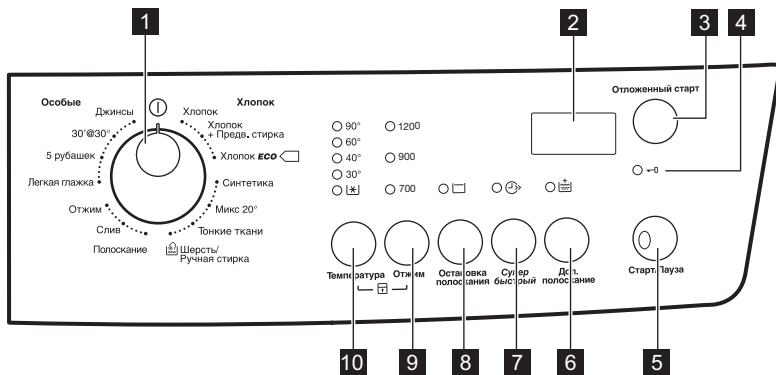 1
2
3
4
Особые
Хлопок
Джинсы
30'@30°
5 рубашек
Легкая глажка
Отжим
Слив
Полоскание
Хлопок
Хлопок
+ Предв. стирка
Хлопок ECO
Синтетика
Микс 20°
Тонкие ткани
Шерсть/
Ручная стирка
90°
60°
40°
30°
1200
900
700
Отложенный старт
Температура
Отжим
Остановка
полоскания
Супер
быстрый
Доп.
полоскание
Старт/Пауза
10
9
8
7
6
5